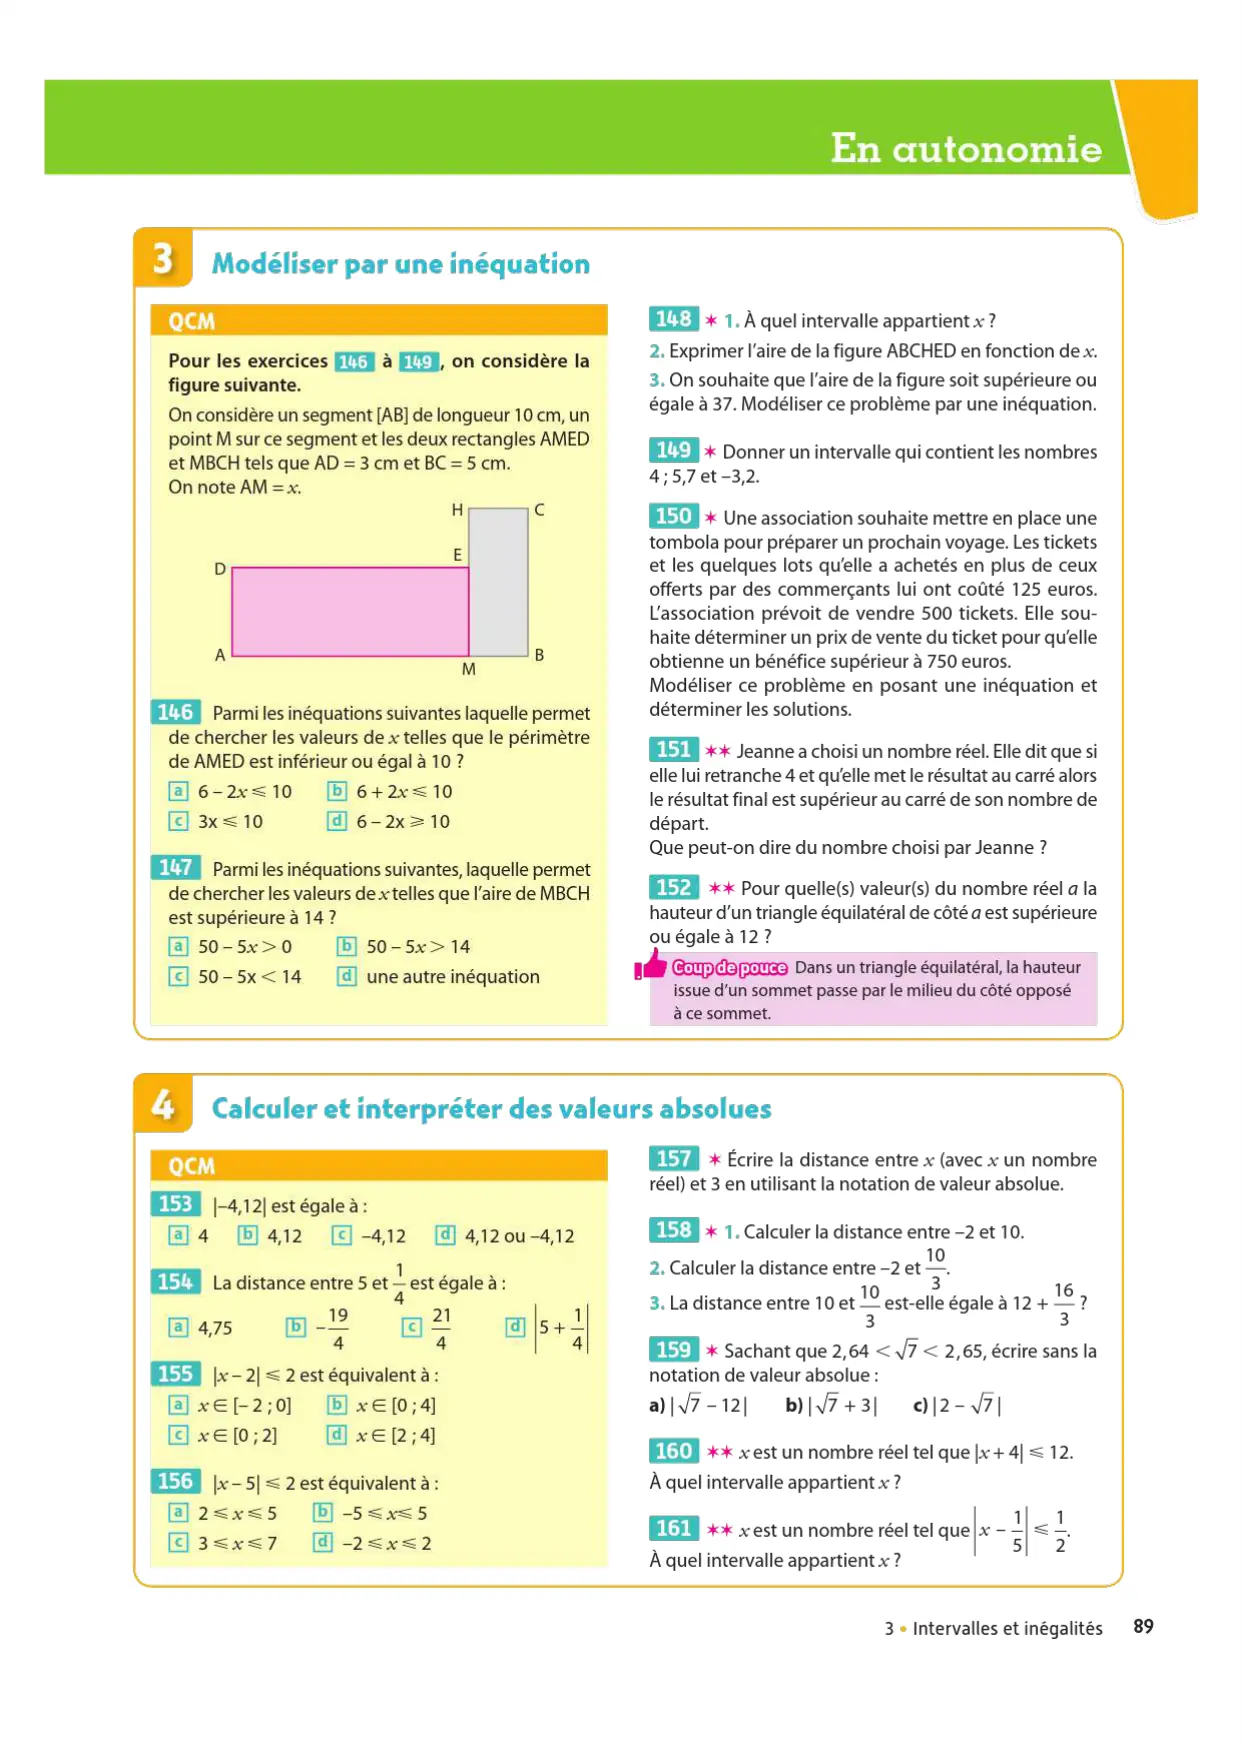 En autonomie
3 Modéliser par une inéquation
QCM
Pour les exercices 146 à 149, on considère la
figure suivante.
On considère un segment [AB] de longueur 10 cm, un
point M sur ce segment et les deux rectangles AMED
et MBCH tels que AD = 3 cm et BC = 5 cm.
On note AM = x.
H C
E
D
A B
M
146 Parmi les inéquations suivantes laquelle permet
de chercher les valeurs de x telles que le périmètre
de AMED est inférieur ou égal à 10 ?
a 6 – 2x ⩽ 10 b 6 + 2x ⩽ 10
c 3x ⩽ 10 d 6 – 2x ⩾ 10
147 Parmi les inéquations suivantes, laquelle permet
de chercher les valeurs de x telles que l'aire de MBCH
est supérieure à 14 ?
a 50 – 5x > 0 b 50 – 5x > 14
c 50 – 5x < 14 d une autre inéquation
148 ✶ 1. À quel intervalle appartient x ?
2. Exprimer l'aire de la figure ABCHED en fonction de x.
3. On souhaite que l'aire de la figure soit supérieure ou
égale à 37. Modéliser ce problème par une inéquation.
149 ✶ Donner un intervalle qui contient les nombres
4 ; 5,7 et –3,2.
150 ✶ Une association souhaite mettre en place une
tombola pour préparer un prochain voyage. Les tickets
et les quelques lots qu'elle a achetés en plus de ceux
offerts par des commerçants lui ont coûté 125 euros.
L'association prévoit de vendre 500 tickets. Elle sou-
haite déterminer un prix de vente du ticket pour qu'elle
obtienne un bénéfice supérieur à 750 euros.
Modéliser ce problème en posant une inéquation et
déterminer les solutions.
151 ✶✶ Jeanne a choisi un nombre réel. Elle dit que si
elle lui retranche 4 et qu'elle met le résultat au carré alors
le résultat final est supérieur au carré de son nombre de
départ.
Que peut-on dire du nombre choisi par Jeanne ?
152 ✶✶ Pour quelle(s) valeur(s) du nombre réel a la
hauteur d'un triangle équilatéral de côté a est supérieure
ou égale à 12 ?
Coup de pouce Dans un triangle équilatéral, la hauteur
issue d'un sommet passe par le milieu du côté opposé
à ce sommet.
4 Calculer et interpréter des valeurs absolues
QCM
153 |–4,12| est égale à :
a 4 b 4,12 c –4,12 d 4,12 ou –4,12
154 La distance entre 5 et 1/4 est égale à :
a 4,75 b –19/4 c 21/4 d |5 + 1/4|
155 |x – 2| ⩽ 2 est équivalent à :
a x ∈ [– 2 ; 0] b x ∈ [0 ; 4]
c x ∈ [0 ; 2] d x ∈ [2 ; 4]
156 |x – 5| ⩽ 2 est équivalent à :
a 2 ⩽ x ⩽ 5 b –5 ⩽ x ⩽ 5
c 3 ⩽ x ⩽ 7 d –2 ⩽ x ⩽ 2
157 ✶ Écrire la distance entre x (avec x un nombre
réel) et 3 en utilisant la notation de valeur absolue.
158 ✶ 1. Calculer la distance entre –2 et 10.
2. Calculer la distance entre –2 et 10/3.
3. La distance entre 10 et 10/3 est-elle égale à 12 + 16/3 ?
159 ✶ Sachant que 2,64 < √7 < 2,65, écrire sans la
notation de valeur absolue :
a) |√7 – 12| b) |√7 + 3| c) |2 – √7|
160 ✶✶ x est un nombre réel tel que |x + 4| ⩽ 12.
À quel intervalle appartient x ?
161 ✶✶ x est un nombre réel tel que |x – 1/5| ⩽ 1/2.
À quel intervalle appartient x ?
3 • Intervalles et inégalités 89